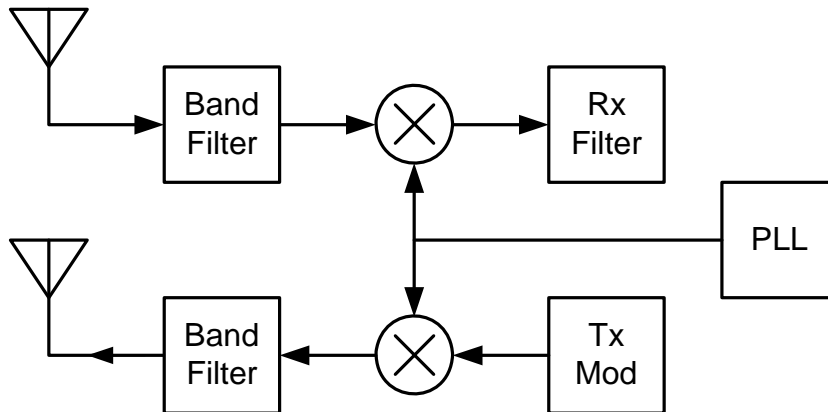 Band
Filter
Rx
Filter
PLL
Band
Filter
Tx
Mod